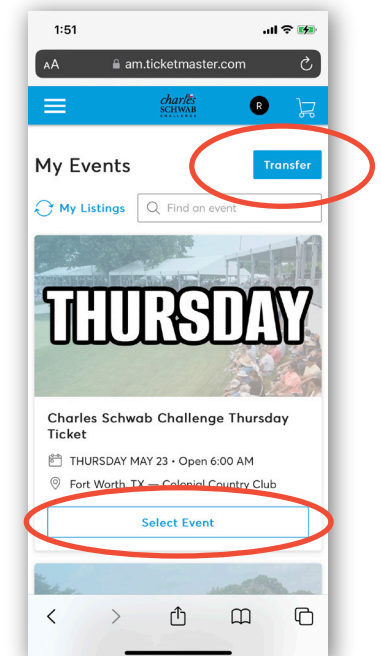 1:51
AA am.ticketmaster.com
charles
SCHWAB
CHALLENGE
R
My Events
Transfer
My Listings
Find an event
THURSDAY
Charles Schwab Challenge Thursday
Ticket
THURSDAY MAY 23 • Open 6:00 AM
Fort Worth, TX — Colonial Country Club
Select Event